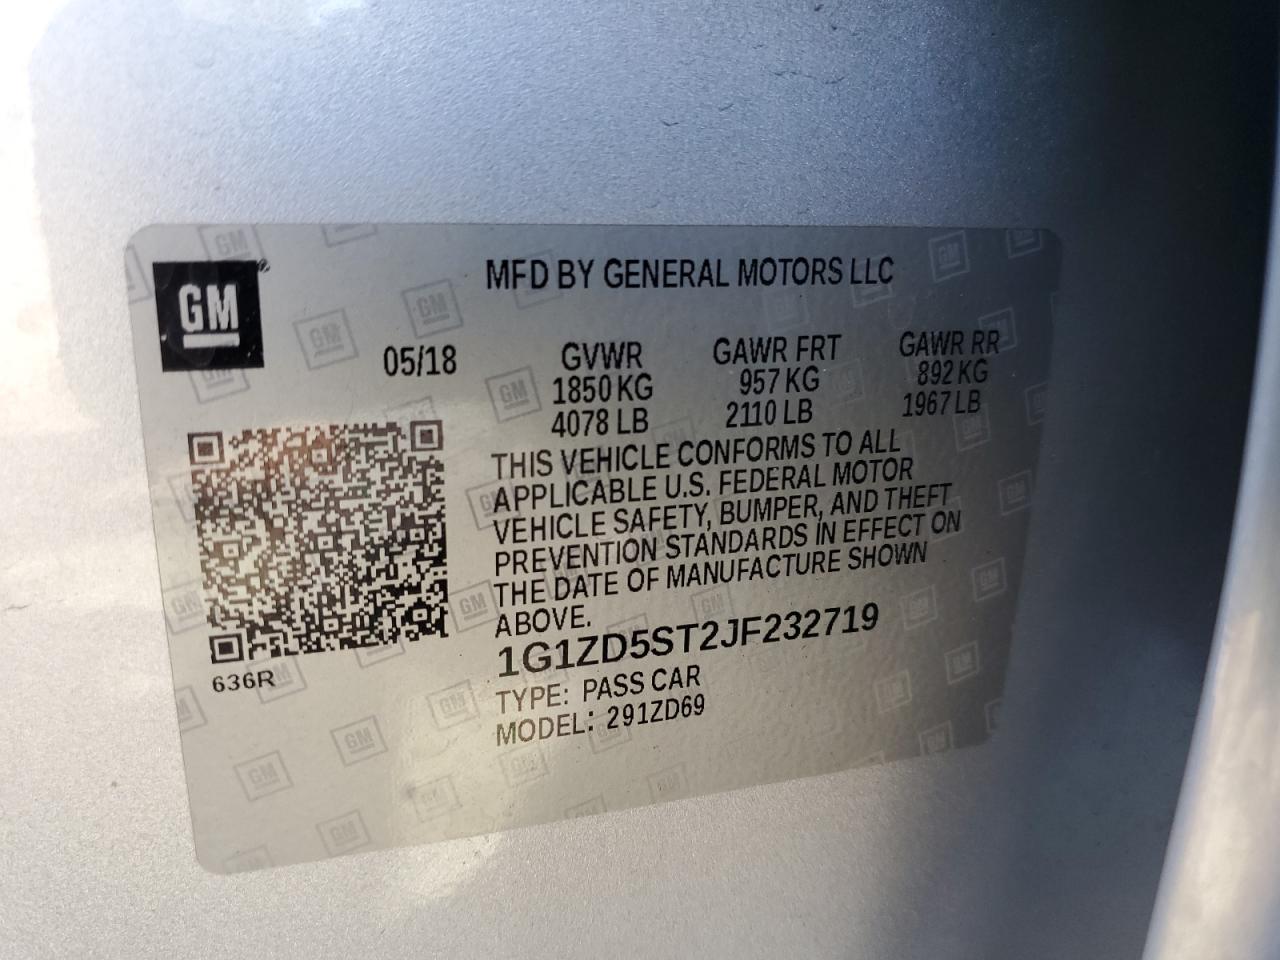 GM
MFD BY GENERAL MOTORS LLC
05/18 GVWR GAWR FRT GAWR RR
1850 KG 957 KG 892 KG
4078 LB 2110 LB 1967 LB
THIS VEHICLE CONFORMS TO ALL
APPLICABLE U.S. FEDERAL MOTOR
VEHICLE SAFETY, BUMPER, AND THEFT
PREVENTION STANDARDS IN EFFECT ON
THE DATE OF MANUFACTURE SHOWN
ABOVE.
1G1ZD5ST2JF232719
TYPE: PASS CAR
MODEL: 291ZD69
636R